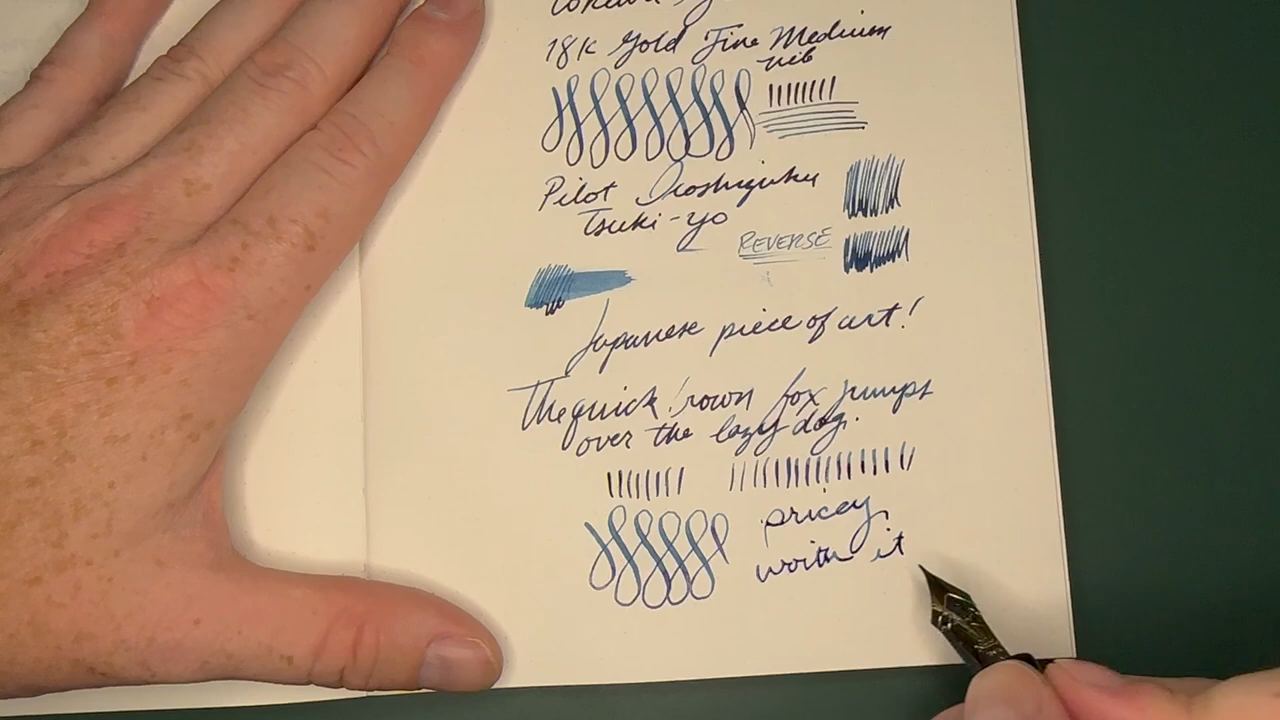 18K Gold Fine Medium
nib
Pilot Iroshizuku
Tsuki-yo
REVERSE
Japanese piece of art!
The quick brown fox jumps
over the lazy dog.
pricey,
worth it